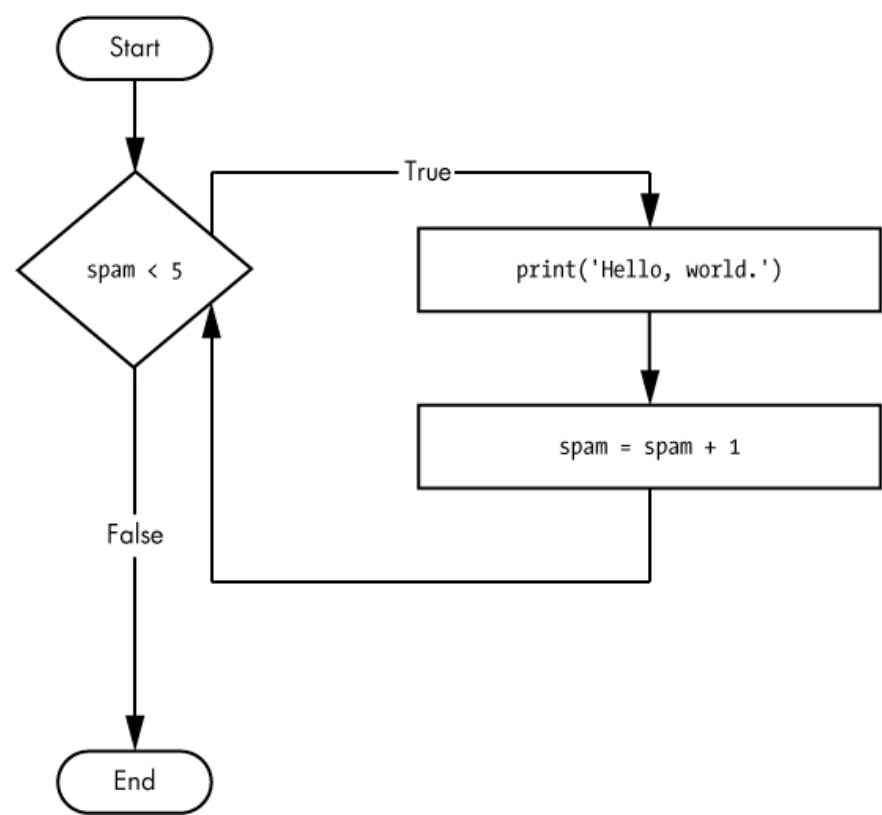 Start
True
spam < 5
print('Hello, world.')
spam = spam + 1
False
End